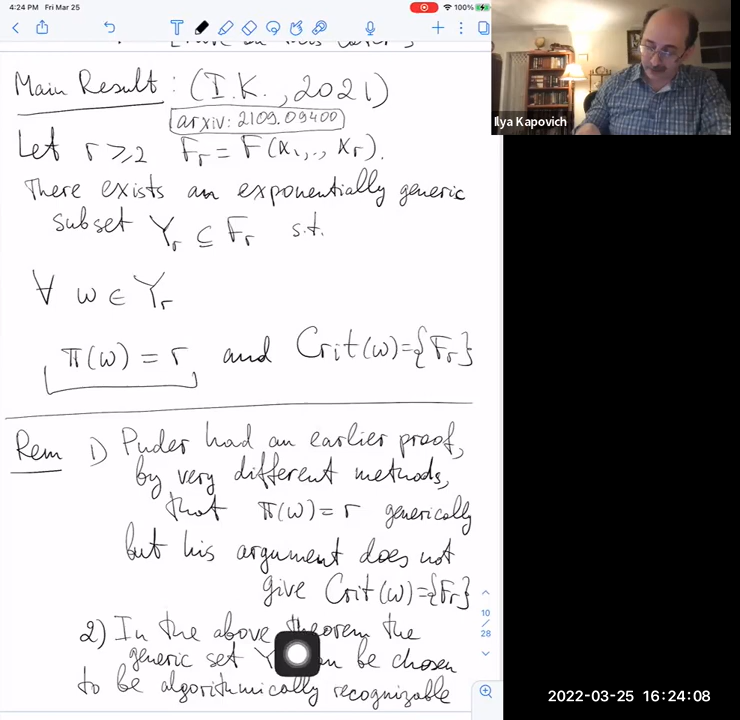 4:24 PM Fri Mar 25
100%
Main Result: (I.K., 2021)
arxiv: 2109.09400
Let r ≥ 2 F_r = F(x_1,..., x_r).
There exists an exponentially generic
subset Y_r ⊆ F_r s.t.
∀ w ∈ Y_r
π(w) = r and Crit(w)={F_r}
Rem 1) Puder had an earlier proof,
by very different methods,
that π(w) = r generically
but his argument does not
give Crit(w)={F_r}
2) In the above theorem the
generic set Y be chosen
to be algorithmically recognizable
10
/
28
Ilya Kapovich
2022-03-25 16:24:08